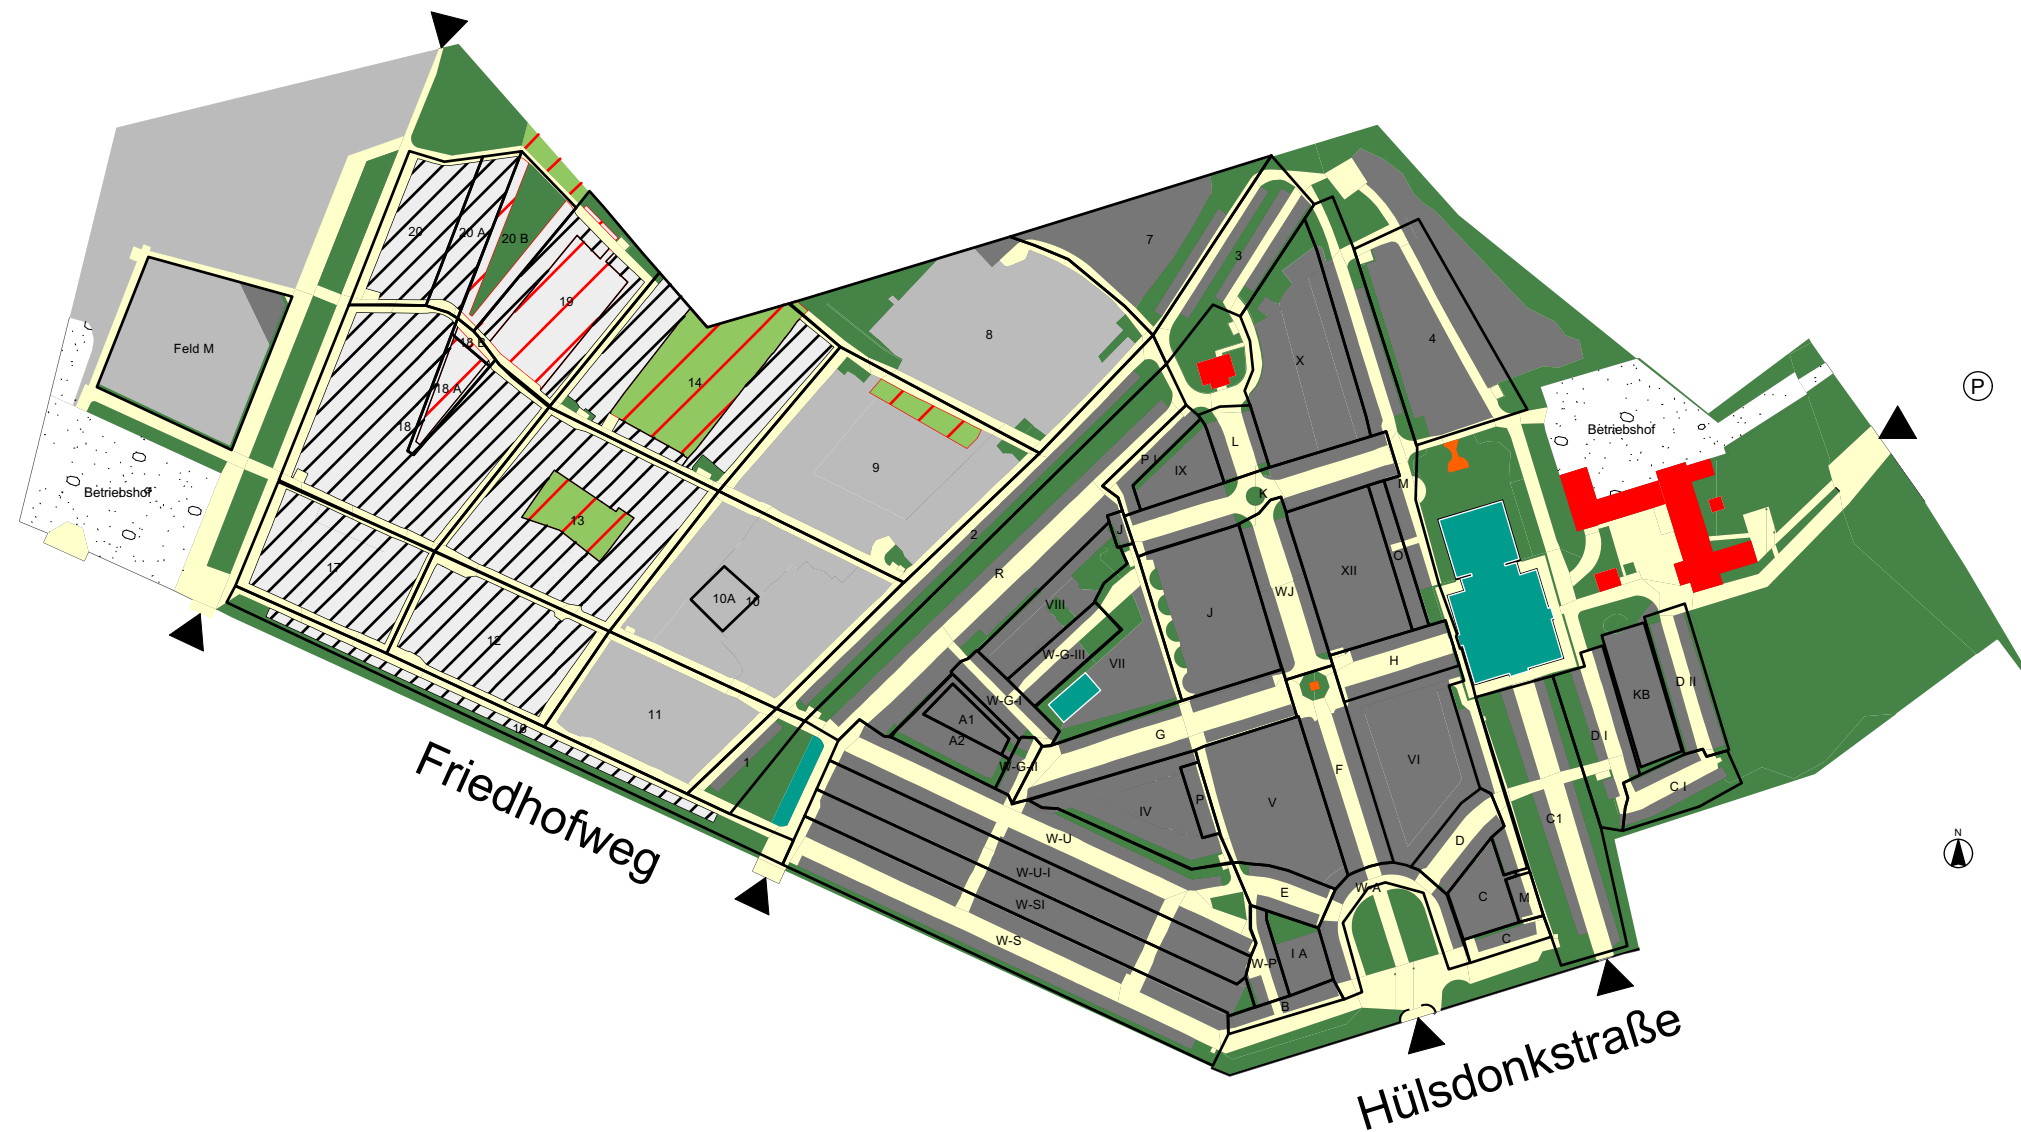 20
20 A
20 B
7
3
19
4
8
Feld M
18 B
X
14
18 A
P
18
Betriebshof
L
P I
IX
9
M
K
Betriebshof
13
J
2
O
17
R
XII
WJ
10A
10
VIII
J
12
W-G-III
VII
H
D II
KB
W-G-I
11
A1
16
G
D I
A2
1
W-G-II
F
VI
C I
P
V
IV
C1
N
W-U
D
W-U-I
W-A
E
C
M
W-SI
W-S
C
I A
W-P
B
Friedhofweg
Hülsdonkstraße